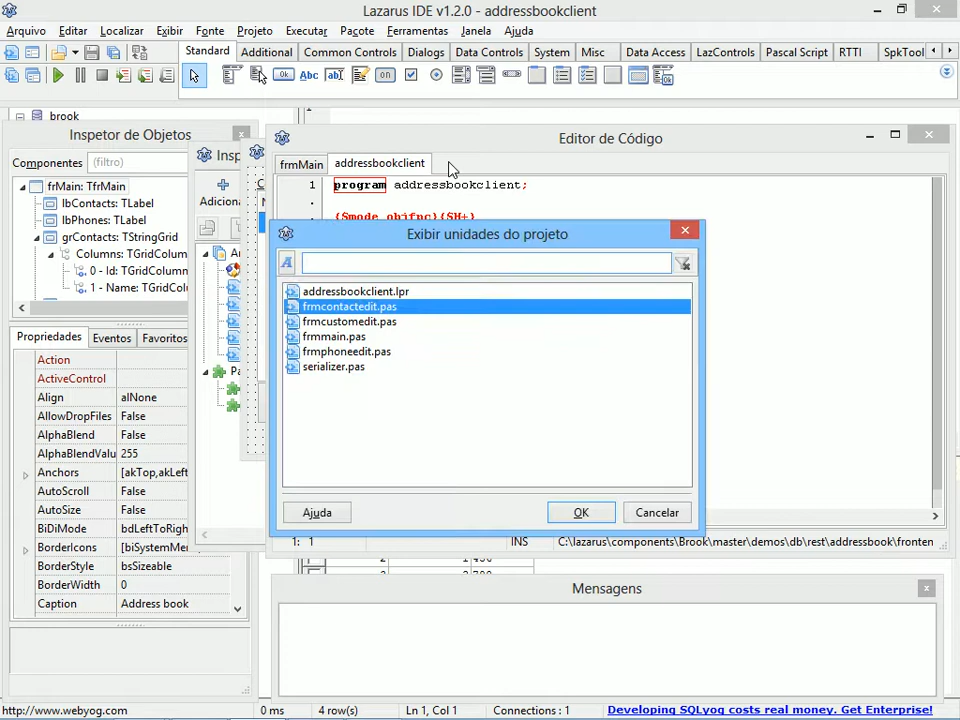 Lazarus IDE v1.2.0 - addressbookclient
Arquivo Editar Localizar Exibir Fonte Projeto Executar Pacote Ferramentas Janela Ajuda
Standard Additional Common Controls Dialogs Data Controls System Misc Data Access LazControls Pascal Script RTTI SpkTool
Ok Abc ab on
brook
Inspetor de Objetos
Componentes (filtro)
frMain: TfrMain
lbContacts: TLabel
lbPhones: TLabel
grContacts: TStringGrid
Columns: TGridColumn
0 - Id: TGridColumn
1 - Name: TGridColu
Propriedades Eventos Favoritos
Action
ActiveControl
Align alNone
AllowDropFiles False
AlphaBlend False
AlphaBlendValu 255
Anchors [akTop,akLeft
AutoScroll False
AutoSize False
BiDiMode bdLeftToRigh
BorderIcons [biSystemMen
BorderStyle bsSizeable
BorderWidth 0
Caption Address book
Insp
Adiciona
Editor de Código
frmMain addressbookclient
1 program addressbookclient;
{$mode objfpc}{$H+}
Exibir unidades do projeto
A
addressbookclient.lpr
frmcontactedit.pas
frmcustomedit.pas
frmmain.pas
frmphoneedit.pas
serializer.pas
Ajuda OK Cancelar
1: 1 INS C:\lazarus\components\Brook\master\demos\db\rest\addressbook\fronten
Mensagens
http://www.webyog.com 0 ms 4 row(s) Ln 1, Col 1 Connections : 1 Developing SQLyog costs real money. Get Enterprise!